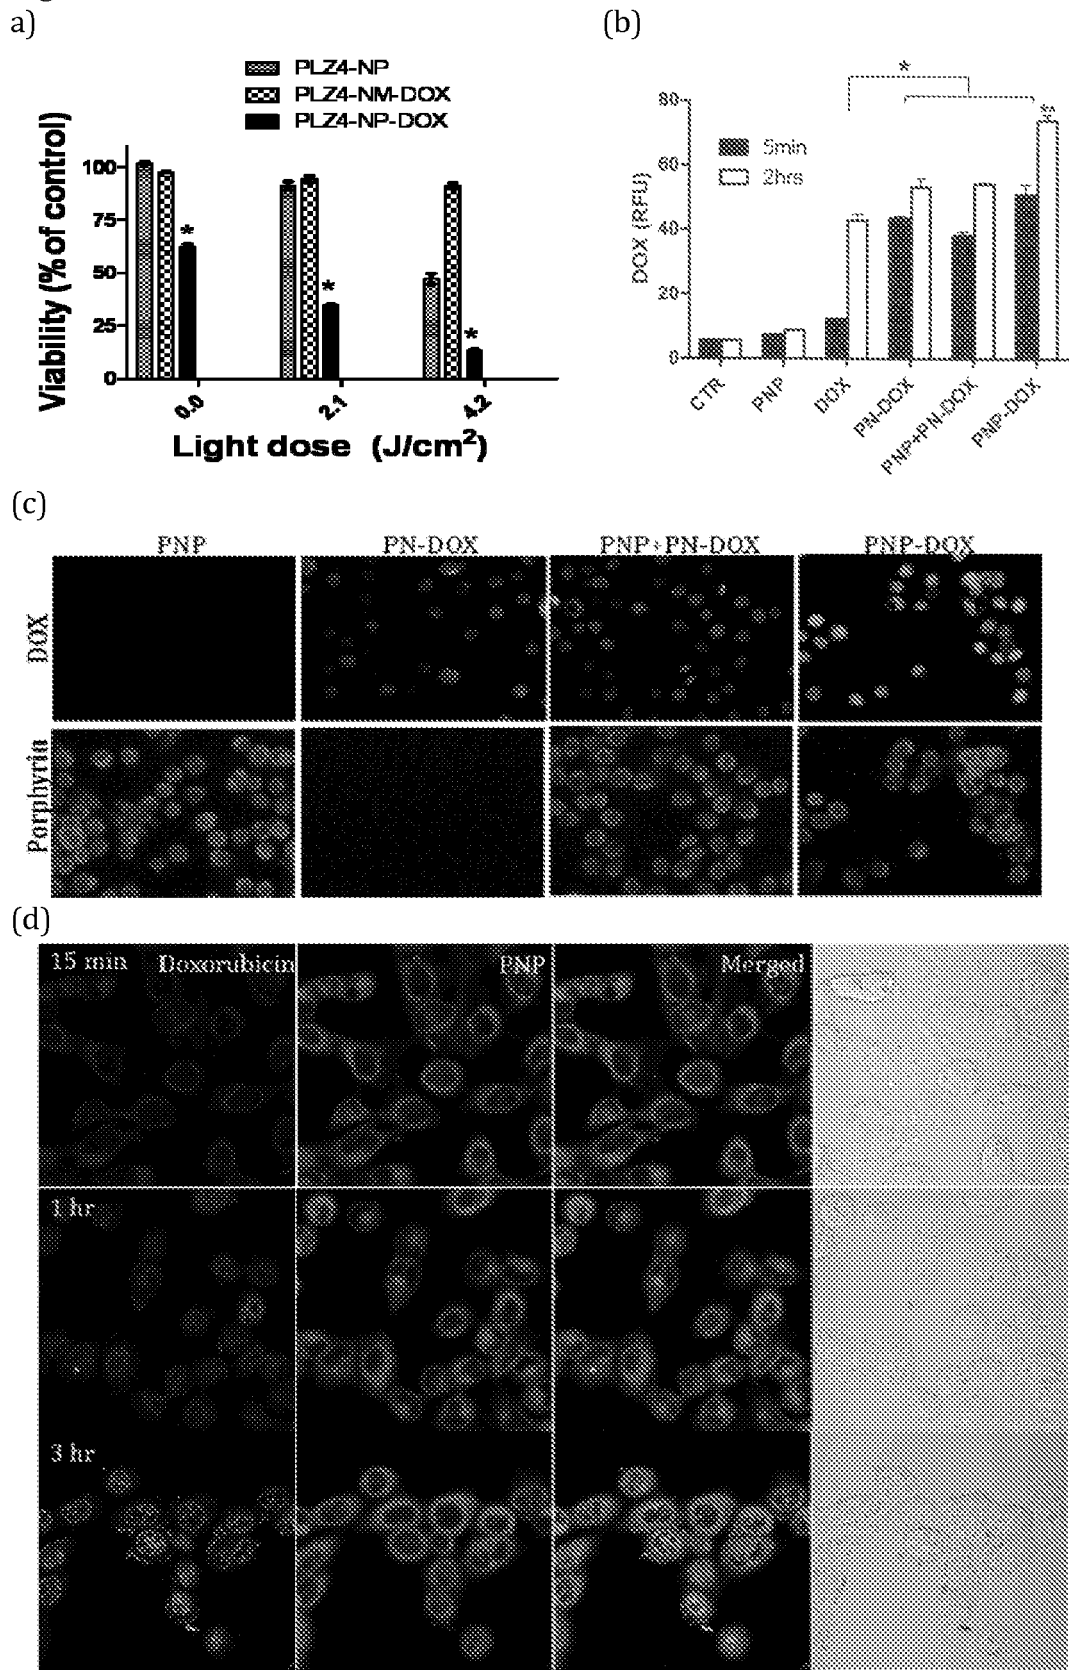 a)
PLZ4-NP
PLZ4-NM-DOX
PLZ4-NP-DOX
Viability (% of control)
100
75
50
25
0
*
*
*
0.0
2.1
4.2
Light dose (J/cm²)
(b)
*
**
80
60
40
20
0
DOX (RFU)
5min
2hrs
CTR
PNP
DOX
PN-DOX
PNP+PN-DOX
PNP-DOX
(c)
PNP
PN-DOX
PNP+PN-DOX
PNP-DOX
DOX
Porphyrin
(d)
15 min
Doxorubicin
PNP
Merged
1 hr
3 hr